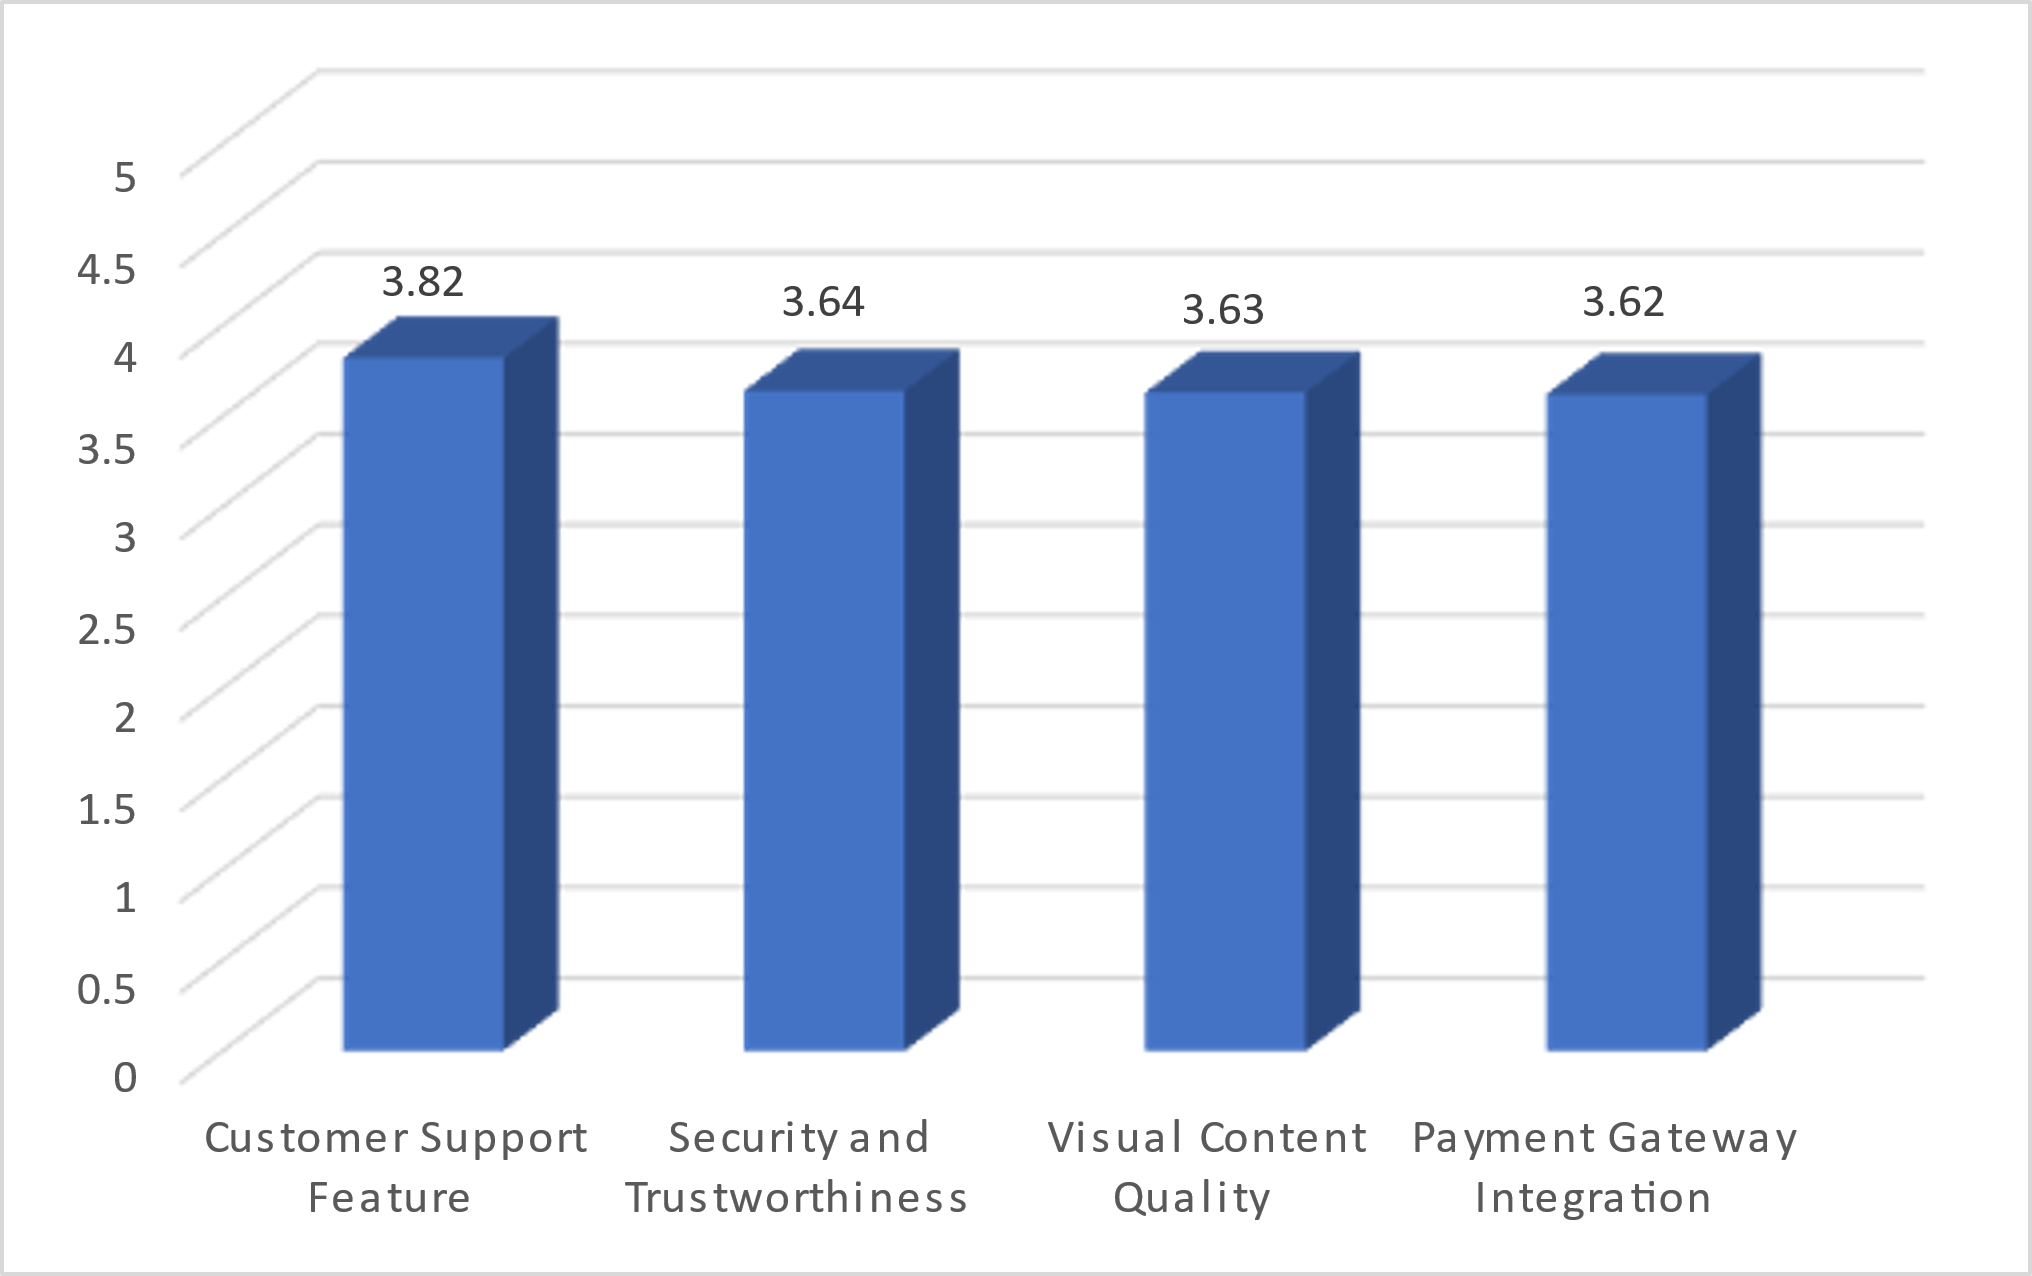 5
4.5
4
3.5
3
2.5
2
1.5
1
0.5
0
3.82
3.64
3.63
3.62
Customer Support
Feature
Security and
Trustworthiness
Visual Content
Quality
Payment Gateway
Integration